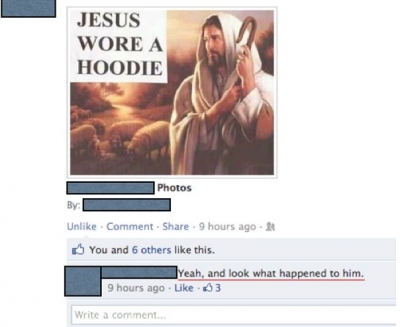 JESUS
WORE A
HOODIE
Photos
By:
Unlike · Comment · Share · 9 hours ago ·
You and 6 others like this.
Yeah, and look what happened to him.
9 hours ago · Like · 3
Write a comment...